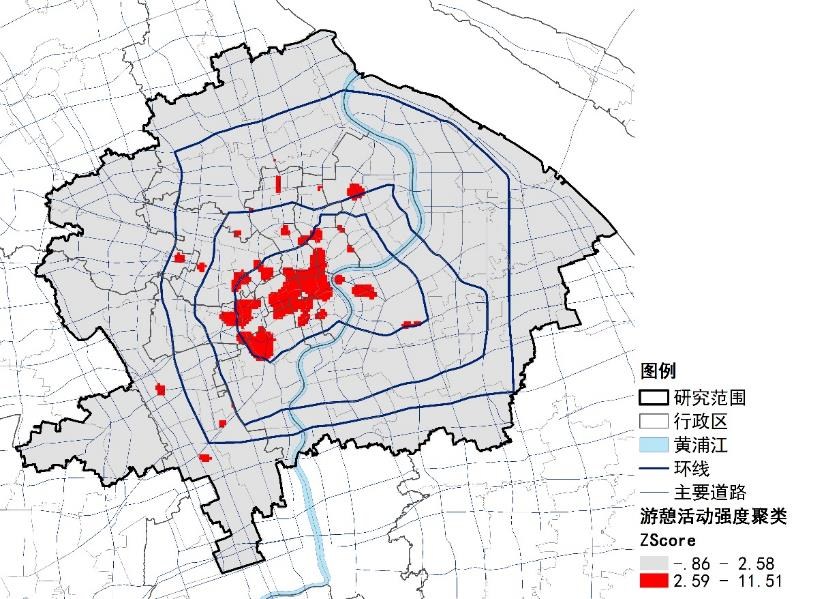 图例
研究范围
行政区
黄浦江
环线
主要道路
游憩活动强度聚类
ZScore
-.86 - 2.58
2.59 - 11.51